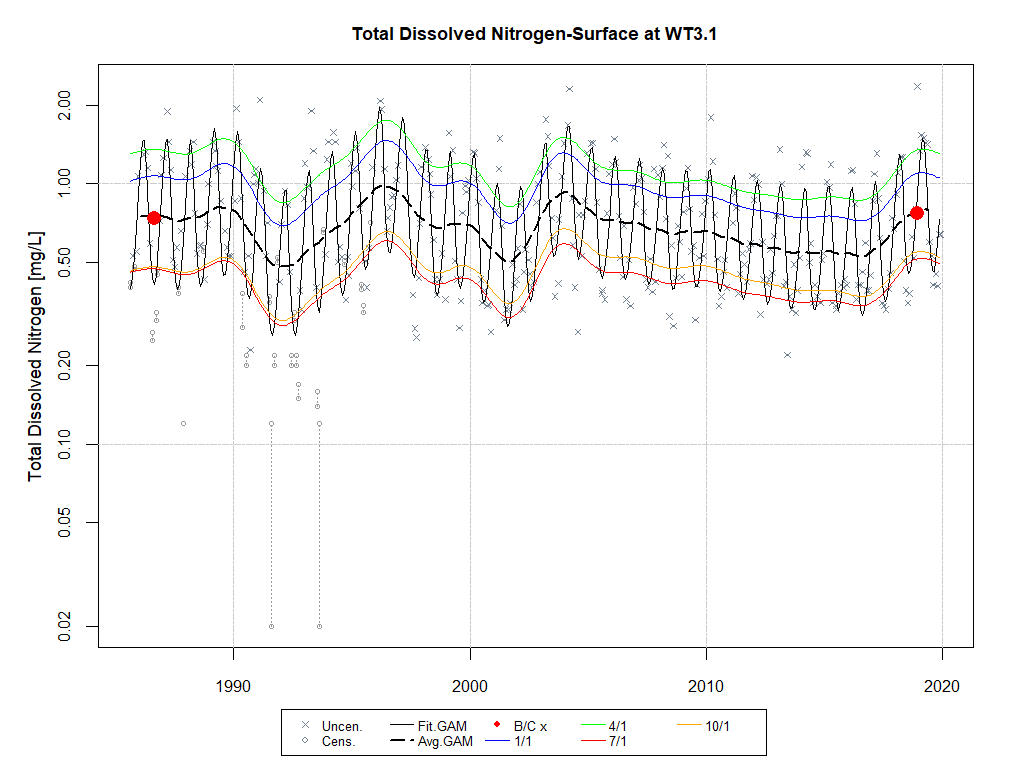 Total Dissolved Nitrogen-Surface at WT3.1
Total Dissolved Nitrogen [mg/L]
2.00
1.00
0.50
0.20
0.10
0.05
0.02
1990 2000 2010 2020
Uncen. Fit.GAM B/C x 4/1 10/1
Cens. Avg.GAM 1/1 7/1